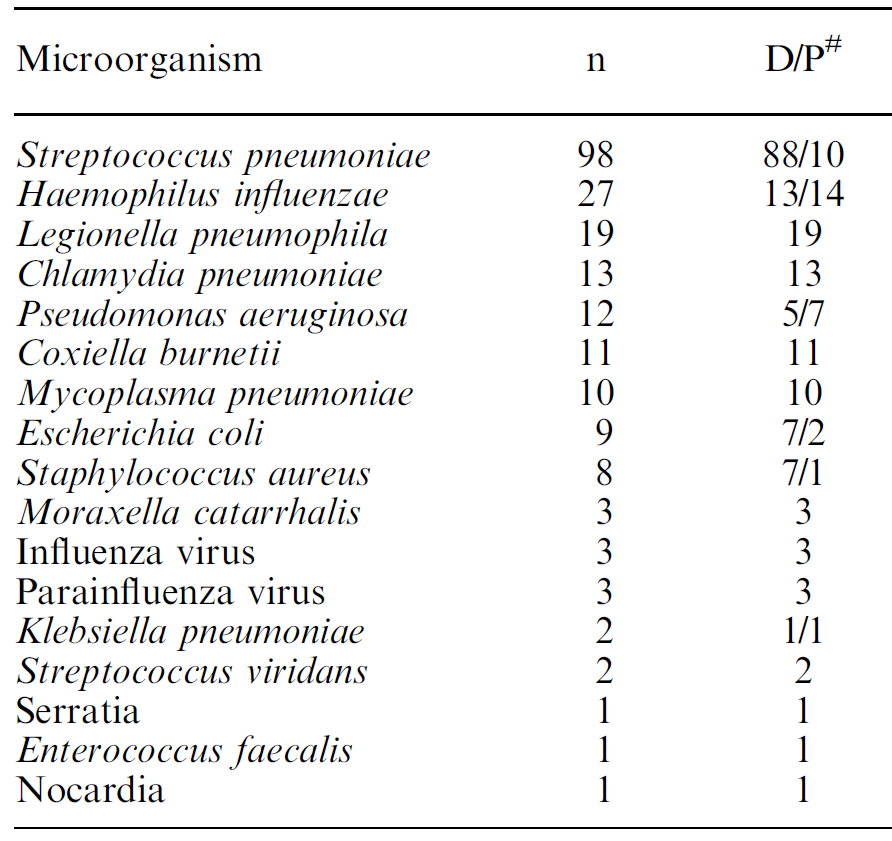 Microorganism n D/P#
Streptococcus pneumoniae 98 88/10
Haemophilus influenzae 27 13/14
Legionella pneumophila 19 19
Chlamydia pneumoniae 13 13
Pseudomonas aeruginosa 12 5/7
Coxiella burnetii 11 11
Mycoplasma pneumoniae 10 10
Escherichia coli 9 7/2
Staphylococcus aureus 8 7/1
Moraxella catarrhalis 3 3
Influenza virus 3 3
Parainfluenza virus 3 3
Klebsiella pneumoniae 2 1/1
Streptococcus viridans 2 2
Serratia 1 1
Enterococcus faecalis 1 1
Nocardia 1 1